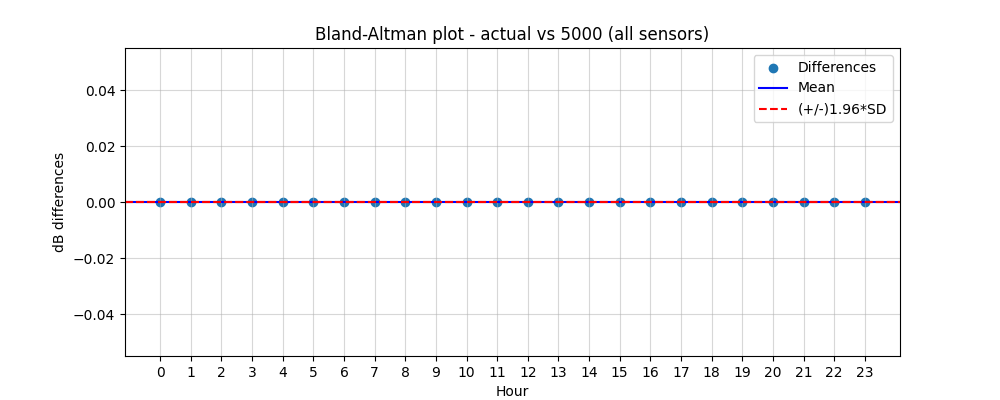 Bland-Altman plot - actual vs 5000 (all sensors)
Differences
Mean
(+/-)1.96*SD
dB differences
0.04
0.02
0.00
−0.02
−0.04
0 1 2 3 4 5 6 7 8 9 10 11 12 13 14 15 16 17 18 19 20 21 22 23
Hour